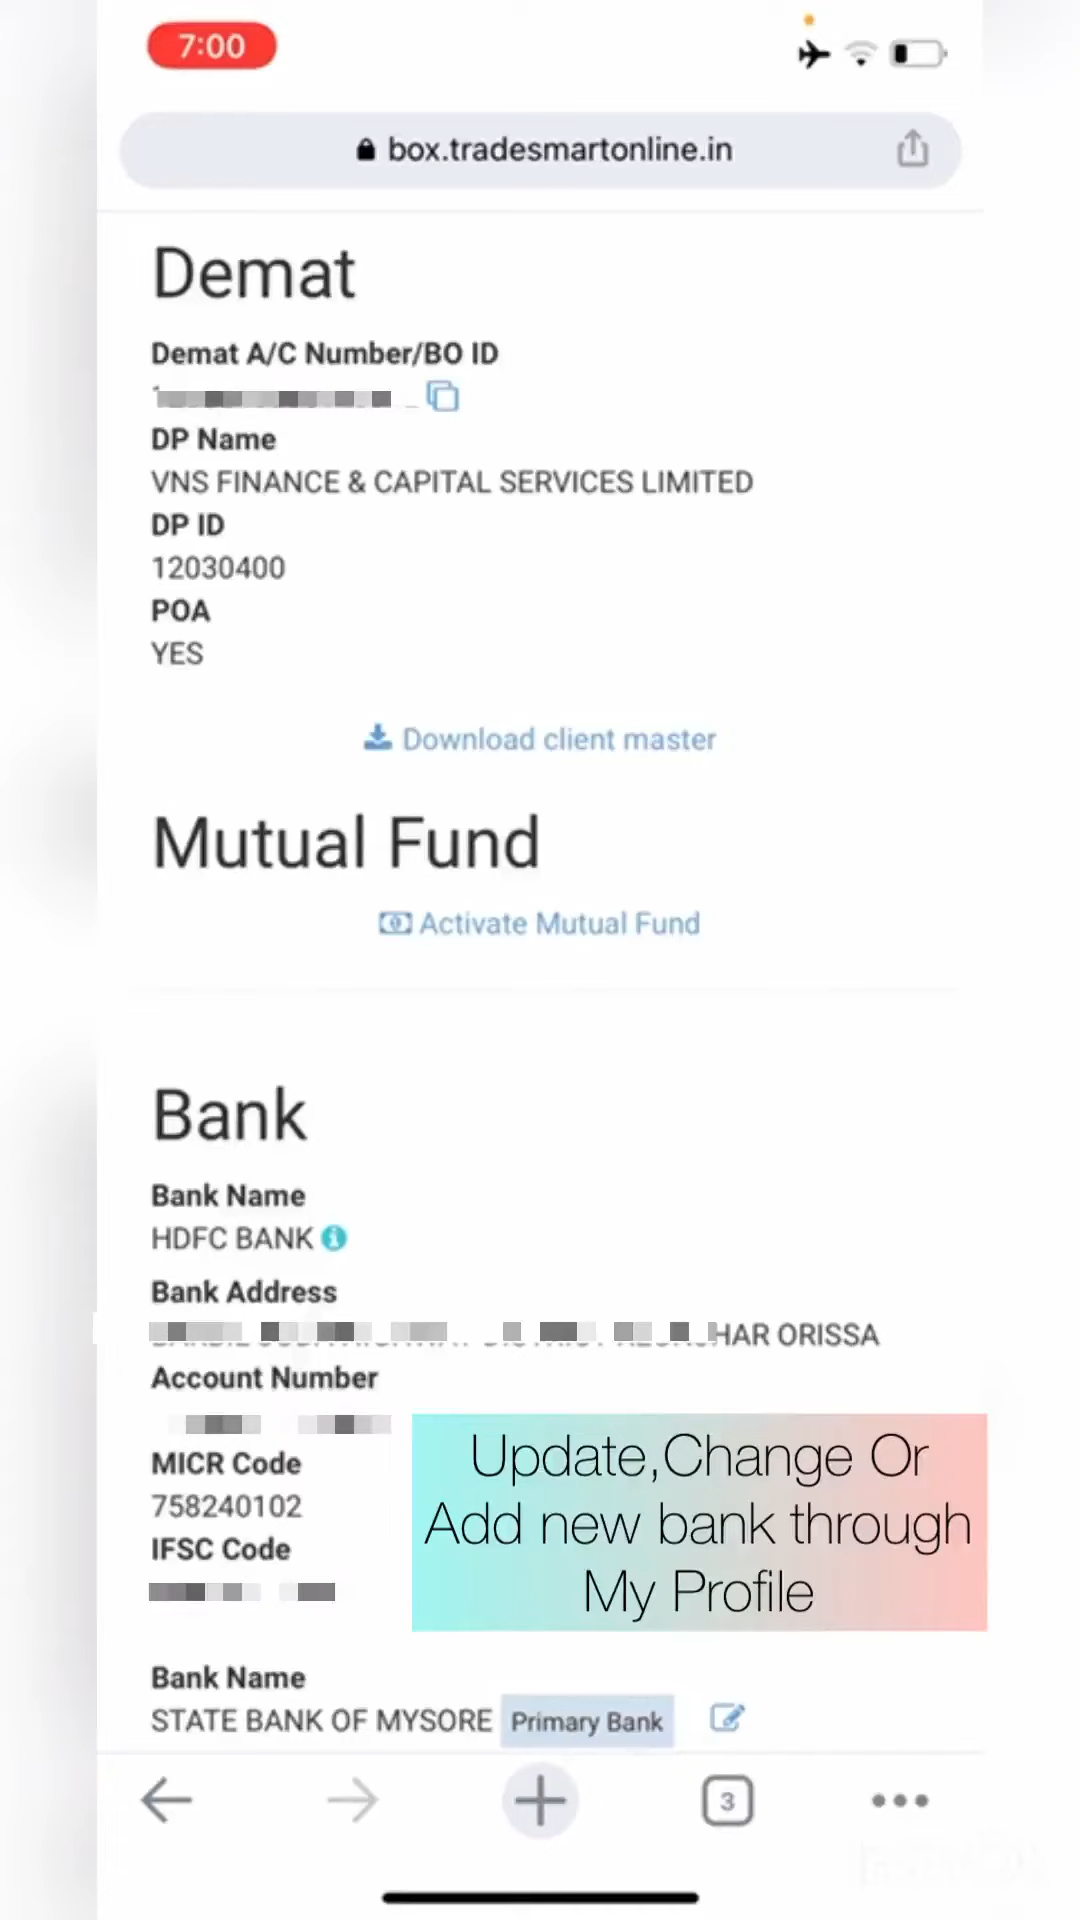 7:00
box.tradesmartonline.in
Demat
Demat A/C Number/BO ID
DP Name
VNS FINANCE & CAPITAL SERVICES LIMITED
DP ID
12030400
POA
YES
Download client master
Mutual Fund
Activate Mutual Fund
Bank
Bank Name
HDFC BANK
Bank Address
HAR ORISSA
Account Number
MICR Code
758240102
IFSC Code
Update,Change Or
Add new bank through
My Profile
Bank Name
STATE BANK OF MYSORE Primary Bank
3